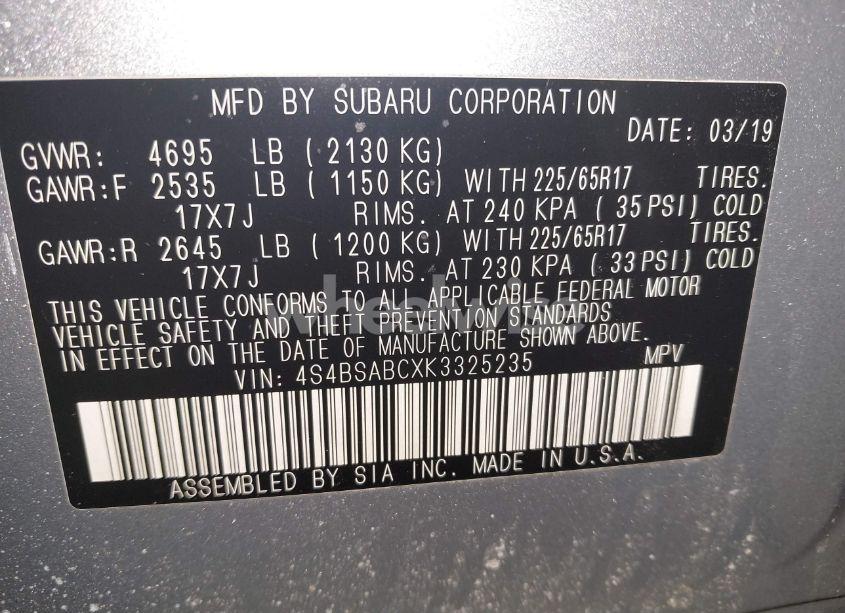 MFD BY SUBARU CORPORATION
DATE: 03/19
GVWR: 4695 LB (2130 KG)
GAWR:F 2535 LB (1150 KG) WITH 225/65R17 TIRES.
17X7J RIMS. AT 240 KPA (35 PSI) COLD
GAWR:R 2645 LB (1200 KG) WITH 225/65R17 TIRES.
17X7J RIMS. AT 230 KPA (33 PSI) COLD
THIS VEHICLE CONFORMS TO ALL APPLICABLE FEDERAL MOTOR
VEHICLE SAFETY AND THEFT PREVENTION STANDARDS
IN EFFECT ON THE DATE OF MANUFACTURE SHOWN ABOVE.
VIN: 4S4BSABCXK3325235 MPV
ASSEMBLED BY SIA INC. MADE IN U.S.A.
wheelwise